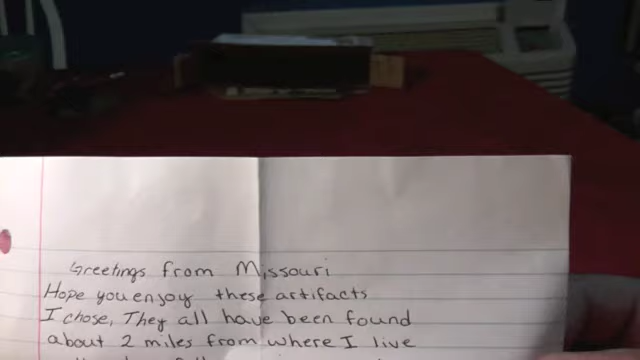 Greetings from Missouri
Hope you enjoy these artifacts
I chose, They all have been found
about 2 miles from where I live